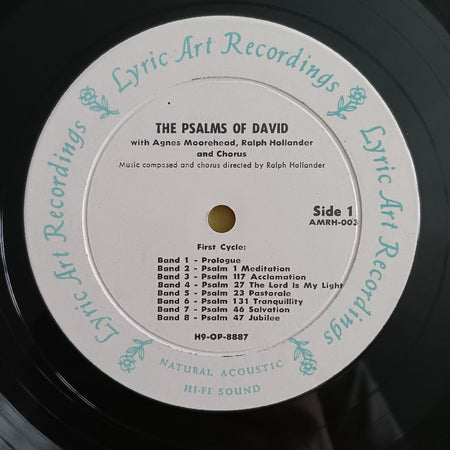 Lyric Art Recordings
Lyric Art Recordings
Lyric Art Recordings
THE PSALMS OF DAVID
with Agnes Moorehead, Ralph Hollander
and Chorus
Music composed and chorus directed by Ralph Hollander
Side 1
AMRH-003
First Cycle:
Band 1 - Prologue
Band 2 - Psalm 1 Meditation
Band 3 - Psalm 117 Acclamation
Band 4 - Psalm 27 The Lord Is My Light
Band 5 - Psalm 23 Pastorale
Band 6 - Psalm 131 Tranquillity
Band 7 - Psalm 46 Salvation
Band 8 - Psalm 47 Jubilee
H9-OP-8887
NATURAL ACOUSTIC
HI-FI SOUND